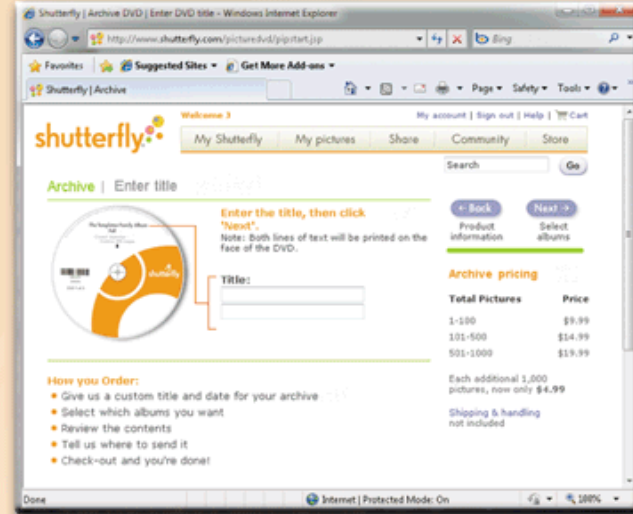 Shutterfly | Archive DVD | Enter DVD title - Windows Internet Explorer
http://www.shutterfly.com/picturedvd/pipstart.jsp
Bing
Favorites Suggested Sites Get More Add-ons
Shutterfly | Archive
Page Safety Tools
Welcome J
My account | Sign out | Help | Cart
shutterfly
My Shutterfly My pictures Share Community Store
Search Go
Archive | Enter title
Enter the title, then click
"Next".
Note: Both lines of text will be printed on the
face of the DVD.
Title:
shutterfly
← Back Next →
Product information Select albums
Archive pricing
Total Pictures Price
1-100 $9.99
101-500 $14.99
501-1000 $19.99
Each additional 1,000
pictures, now only $4.99
Shipping & handling
not included
How you Order:
Give us a custom title and date for your archive
Select which albums you want
Review the contents
Tell us where to send it
Check-out and you're done!
Done Internet | Protected Mode: On 100%